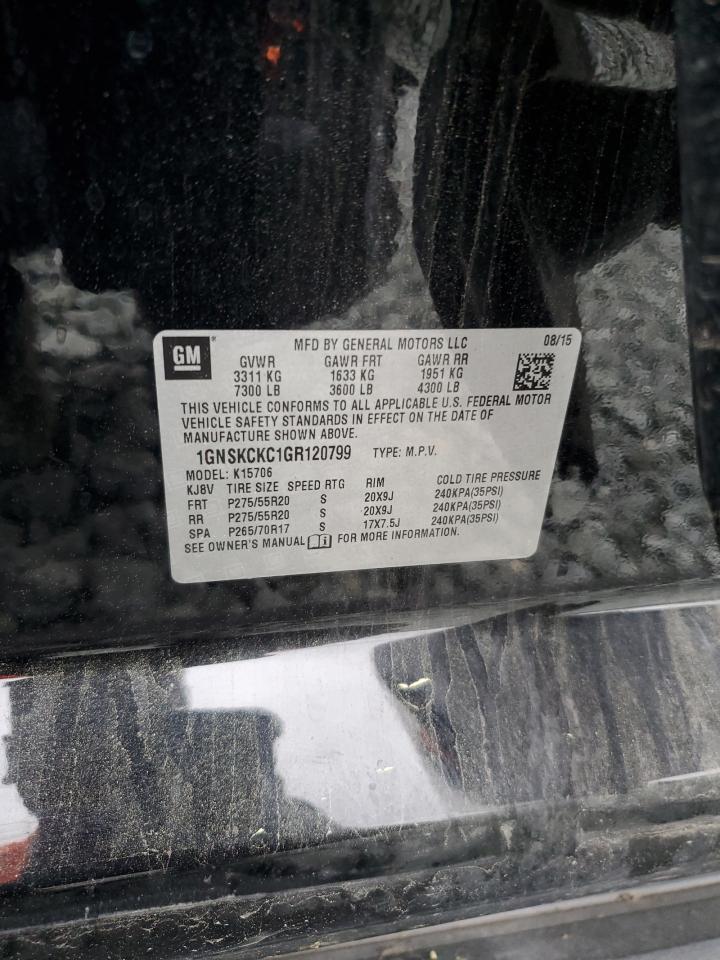 GM
MFD BY GENERAL MOTORS LLC 08/15
GVWR GAWR FRT GAWR RR
3311 KG 1633 KG 1951 KG
7300 LB 3600 LB 4300 LB
THIS VEHICLE CONFORMS TO ALL APPLICABLE U.S. FEDERAL MOTOR
VEHICLE SAFETY STANDARDS IN EFFECT ON THE DATE OF
MANUFACTURE SHOWN ABOVE.
1GNSKCKC1GR120799 TYPE: M.P.V.
MODEL: K15706
KJ8V TIRE SIZE SPEED RTG RIM COLD TIRE PRESSURE
FRT P275/55R20 S 20X9J 240KPA(35PSI)
RR P275/55R20 S 20X9J 240KPA(35PSI)
SPA P265/70R17 S 17X7.5J 240KPA(35PSI)
SEE OWNER'S MANUAL FOR MORE INFORMATION.